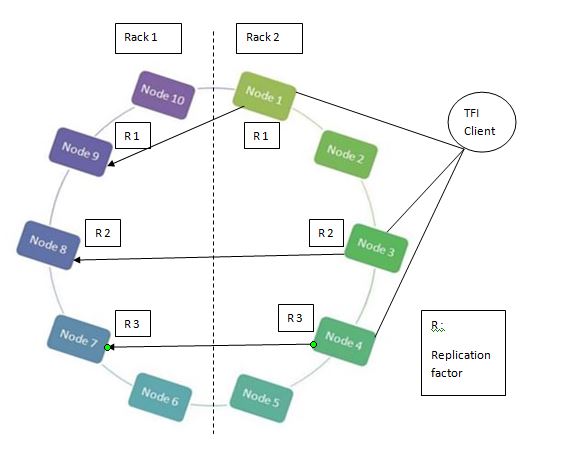 Rack 1
Rack 2
Node 10
Node 1
TFI
Client
R 1
R 1
Node 9
Node 2
R 2
R 2
Node 8
Node 3
R 3
R 3
Node 7
Node 4
R :
Replication
factor
Node 6
Node 5